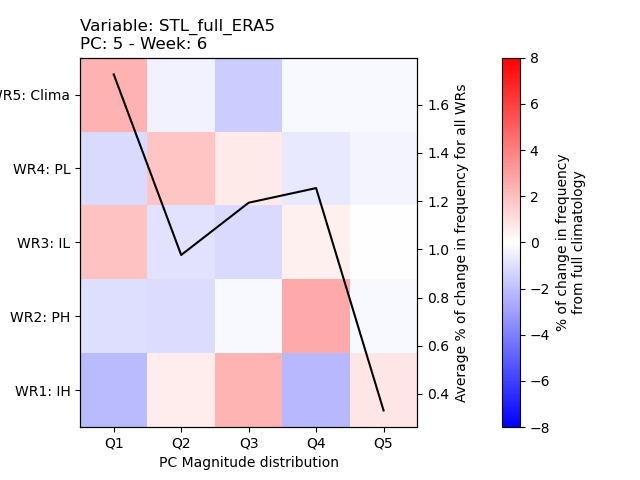 Variable: STL_full_ERA5
PC: 5 - Week: 6
WR5: Clima
WR4: PL
WR3: IL
WR2: PH
WR1: IH
Q1 Q2 Q3 Q4 Q5
PC Magnitude distribution
1.6
1.4
1.2
1.0
0.8
0.6
0.4
Average % of change in frequency for all WRs
8
6
4
2
0
−2
−4
−6
−8
% of change in frequency
from full climatology